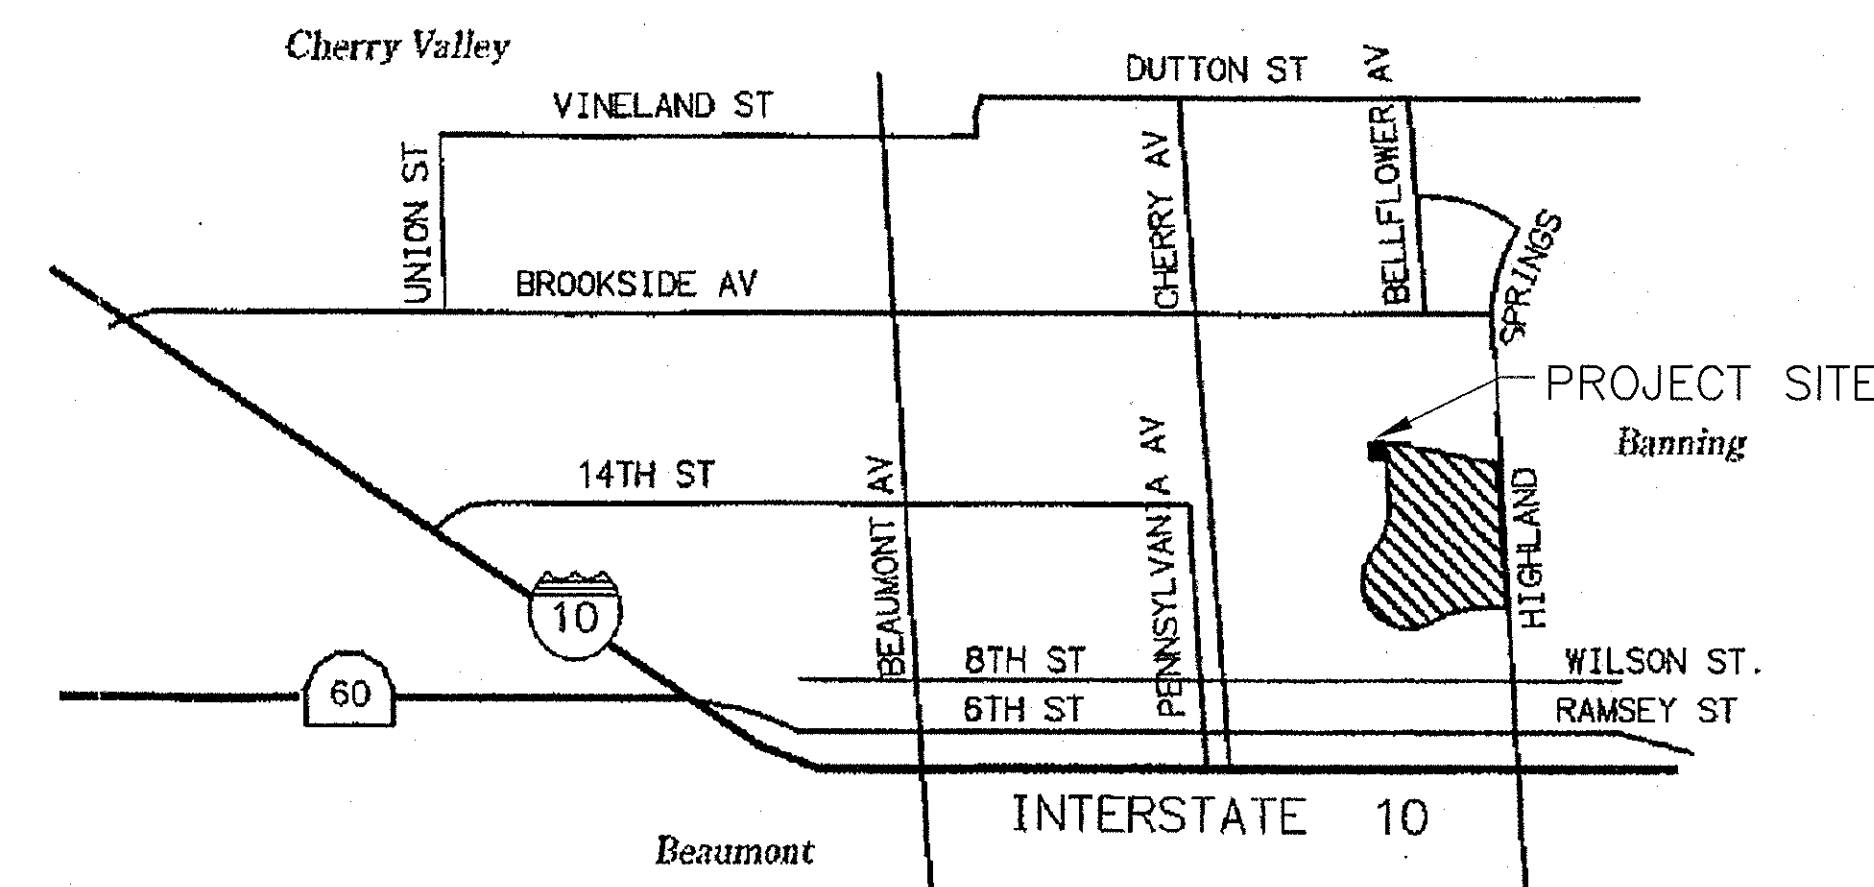 Cherry Valley
DUTTON ST
BELLFLOWER AV
VINELAND ST
CHERRY AV
UNION ST
SPRINGS
BROOKSIDE AV
PROJECT SITE
Banning
14TH ST
BEAUMONT AV
PENNSYLVANIA AV
HIGHLAND
10
8TH ST
WILSON ST.
60
6TH ST
RAMSEY ST
INTERSTATE 10
Beaumont